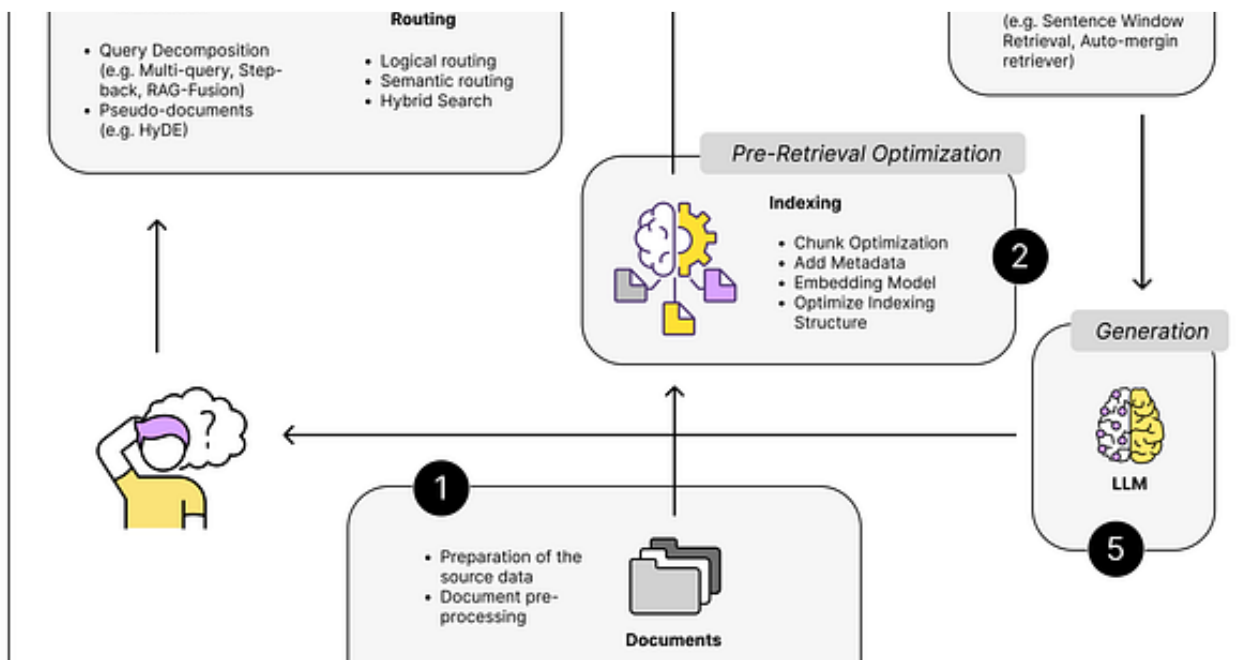 Routing
• Query Decomposition
(e.g. Multi-query, Step-
back, RAG-Fusion)
• Pseudo-documents
(e.g. HyDE)
• Logical routing
• Semantic routing
• Hybrid Search
(e.g. Sentence Window
Retrieval, Auto-mergin
retriever)
Pre-Retrieval Optimization
Indexing
• Chunk Optimization
• Add Metadata
• Embedding Model
• Optimize Indexing
Structure
2
Generation
LLM
5
?
1
• Preparation of the
source data
• Document pre-
processing
Documents